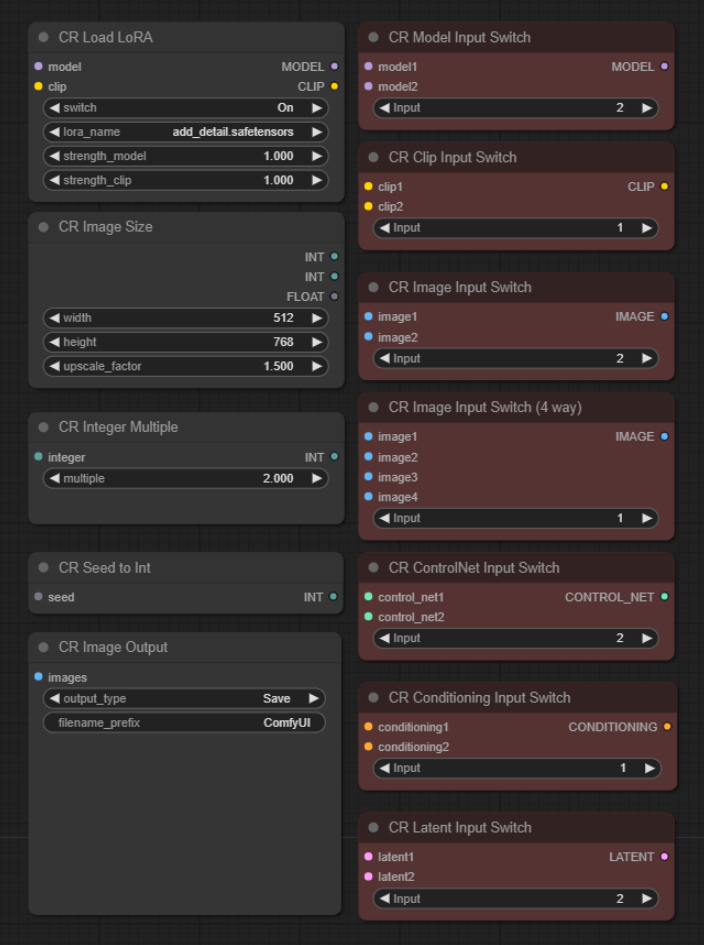 CR Load LoRA
model MODEL
clip CLIP
switch On
lora_name add_detail.safetensors
strength_model 1.000
strength_clip 1.000
CR Image Size
INT
INT
FLOAT
width 512
height 768
upscale_factor 1.500
CR Integer Multiple
integer INT
multiple 2.000
CR Seed to Int
seed INT
CR Image Output
images
output_type Save
filename_prefix ComfyUI
CR Model Input Switch
model1 MODEL
model2
Input 2
CR Clip Input Switch
clip1 CLIP
clip2
Input 1
CR Image Input Switch
image1 IMAGE
image2
Input 2
CR Image Input Switch (4 way)
image1 IMAGE
image2
image3
image4
Input 1
CR ControlNet Input Switch
control_net1 CONTROL_NET
control_net2
Input 2
CR Conditioning Input Switch
conditioning1 CONDITIONING
conditioning2
Input 1
CR Latent Input Switch
latent1 LATENT
latent2
Input 2